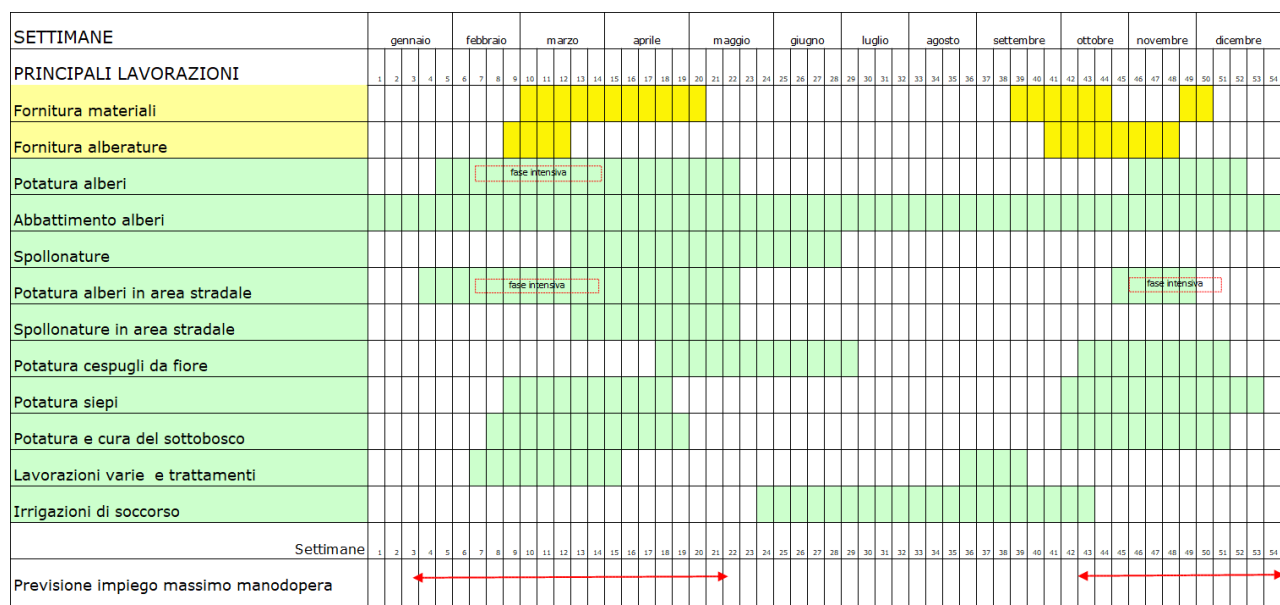 SETTIMANE gennaio febbraio marzo aprile maggio giugno luglio agosto settembre ottobre novembre dicembre
PRINCIPALI LAVORAZIONI 1 2 3 4 5 6 7 8 9 10 11 12 13 14 15 16 17 18 19 20 21 22 23 24 25 26 27 28 29 30 31 32 33 34 35 36 37 38 39 40 41 42 43 44 45 46 47 48 49 50 51 52 53 54
Fornitura materiali
Fornitura alberature
Potatura alberi fase intensiva
Abbattimento alberi
Spollonature
Potatura alberi in area stradale fase intensiva fase intensiva
Spollonature in area stradale
Potatura cespugli da fiore
Potatura siepi
Potatura e cura del sottobosco
Lavorazioni varie e trattamenti
Irrigazioni di soccorso
Settimane 1 2 3 4 5 6 7 8 9 10 11 12 13 14 15 16 17 18 19 20 21 22 23 24 25 26 27 28 29 30 31 32 33 34 35 36 37 38 39 40 41 42 43 44 45 46 47 48 49 50 51 52 53 54
Previsione impiego massimo manodopera